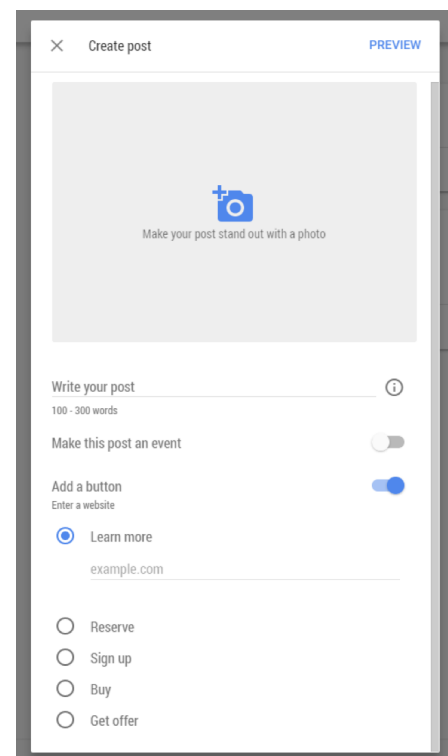 Create post
PREVIEW
Make your post stand out with a photo
Write your post
100 - 300 words
Make this post an event
Add a button
Enter a website
Learn more
example.com
Reserve
Sign up
Buy
Get offer